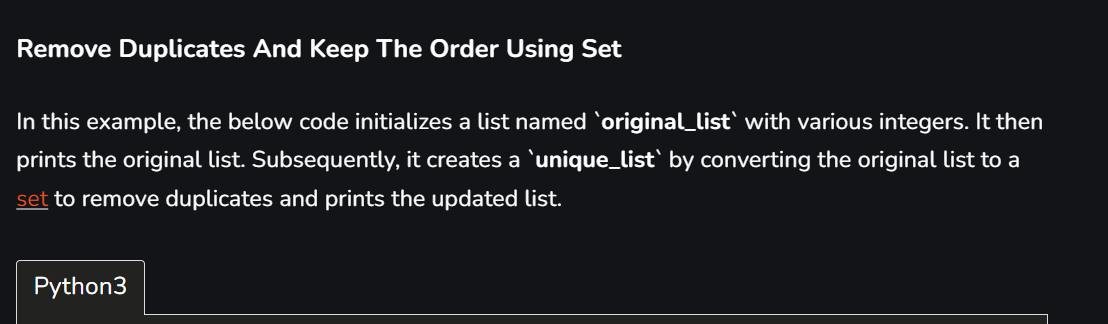 Remove Duplicates And Keep The Order Using Set
In this example, the below code initializes a list named `original_list` with various integers. It then
prints the original list. Subsequently, it creates a `unique_list` by converting the original list to a
set to remove duplicates and prints the updated list.
Python3